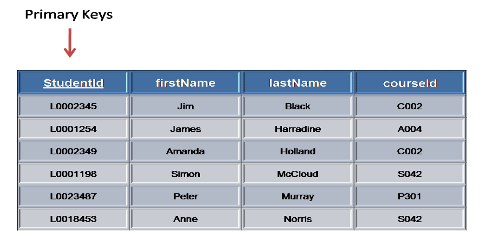 Primary Keys
StudentId firstName lastName courseId
L0002345 Jim Black C002
L0001254 James Harradine A004
L0002349 Amanda Holland C002
L0001198 Simon McCloud S042
L0023487 Peter Murray P301
L0018453 Anne Norris S042